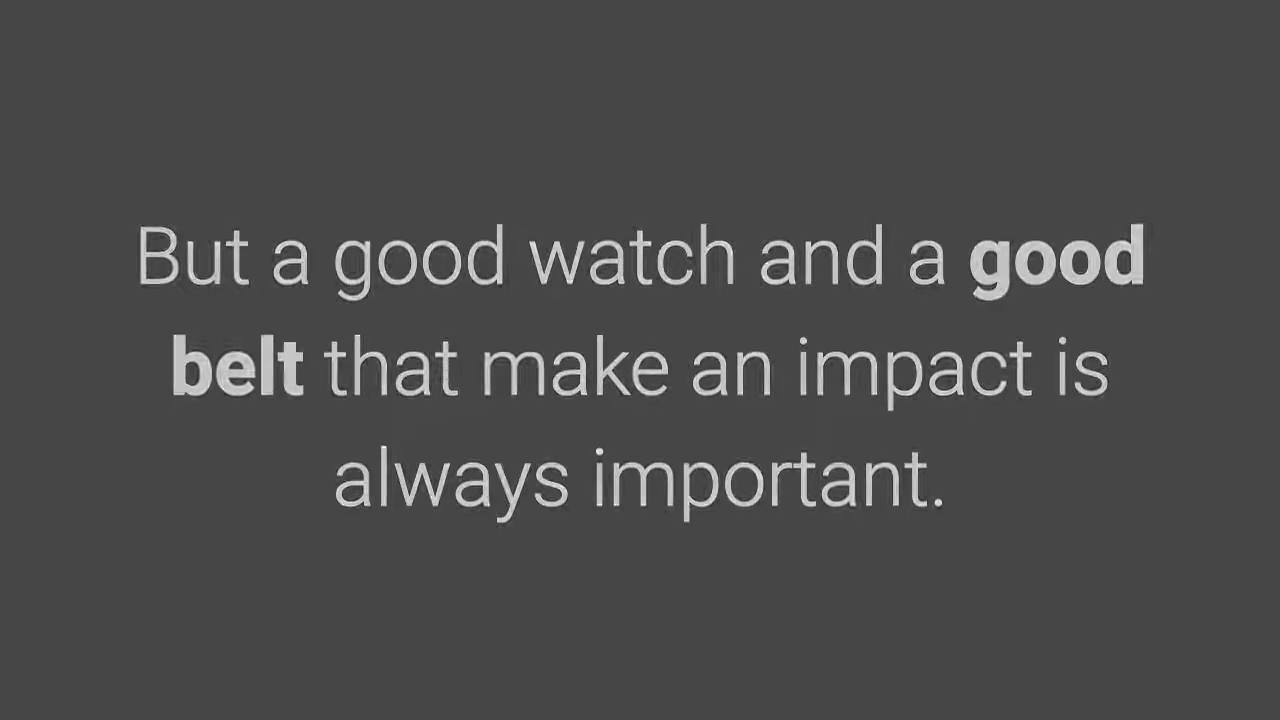 But a good watch and a good
belt that make an impact is
always important.